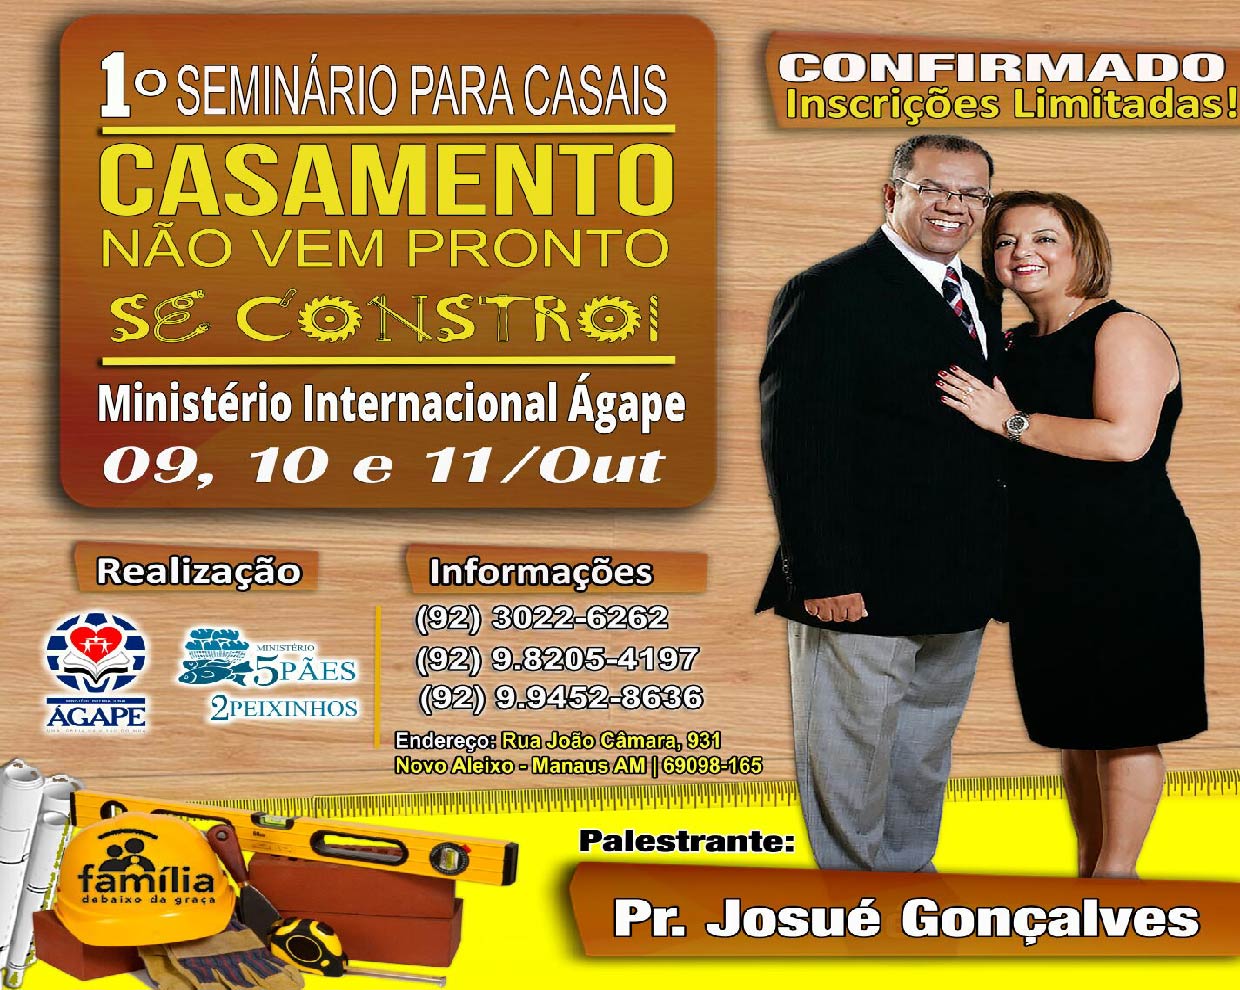 1º SEMINÁRIO PARA CASAIS
CASAMENTO
NÃO VEM PRONTO
SE CONSTROI
Ministério Internacional Ágape
09, 10 e 11/Out
CONFIRMADO
Inscrições Limitadas!
Realização
ÁGAPE
MINISTÉRIO
5PÃES
2PEIXINHOS
Informações
(92) 3022-6262
(92) 9.8205-4197
(92) 9.9452-8636
Endereço: Rua João Câmara, 931
Novo Aleixo - Manaus AM | 69098-165
família
debaixo da graça
Palestrante:
Pr. Josué Gonçalves